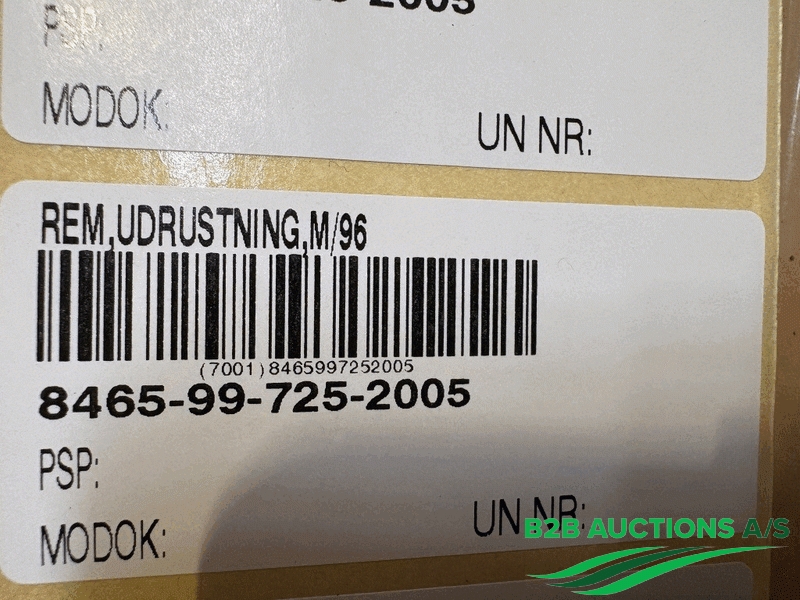 2005
PSP:
MODOK:
UN NR:
REM,UDRUSTNING,M/96
(7001)8465997252005
8465-99-725-2005
PSP:
MODOK:
UN NR:
B2B AUCTIONS A/S